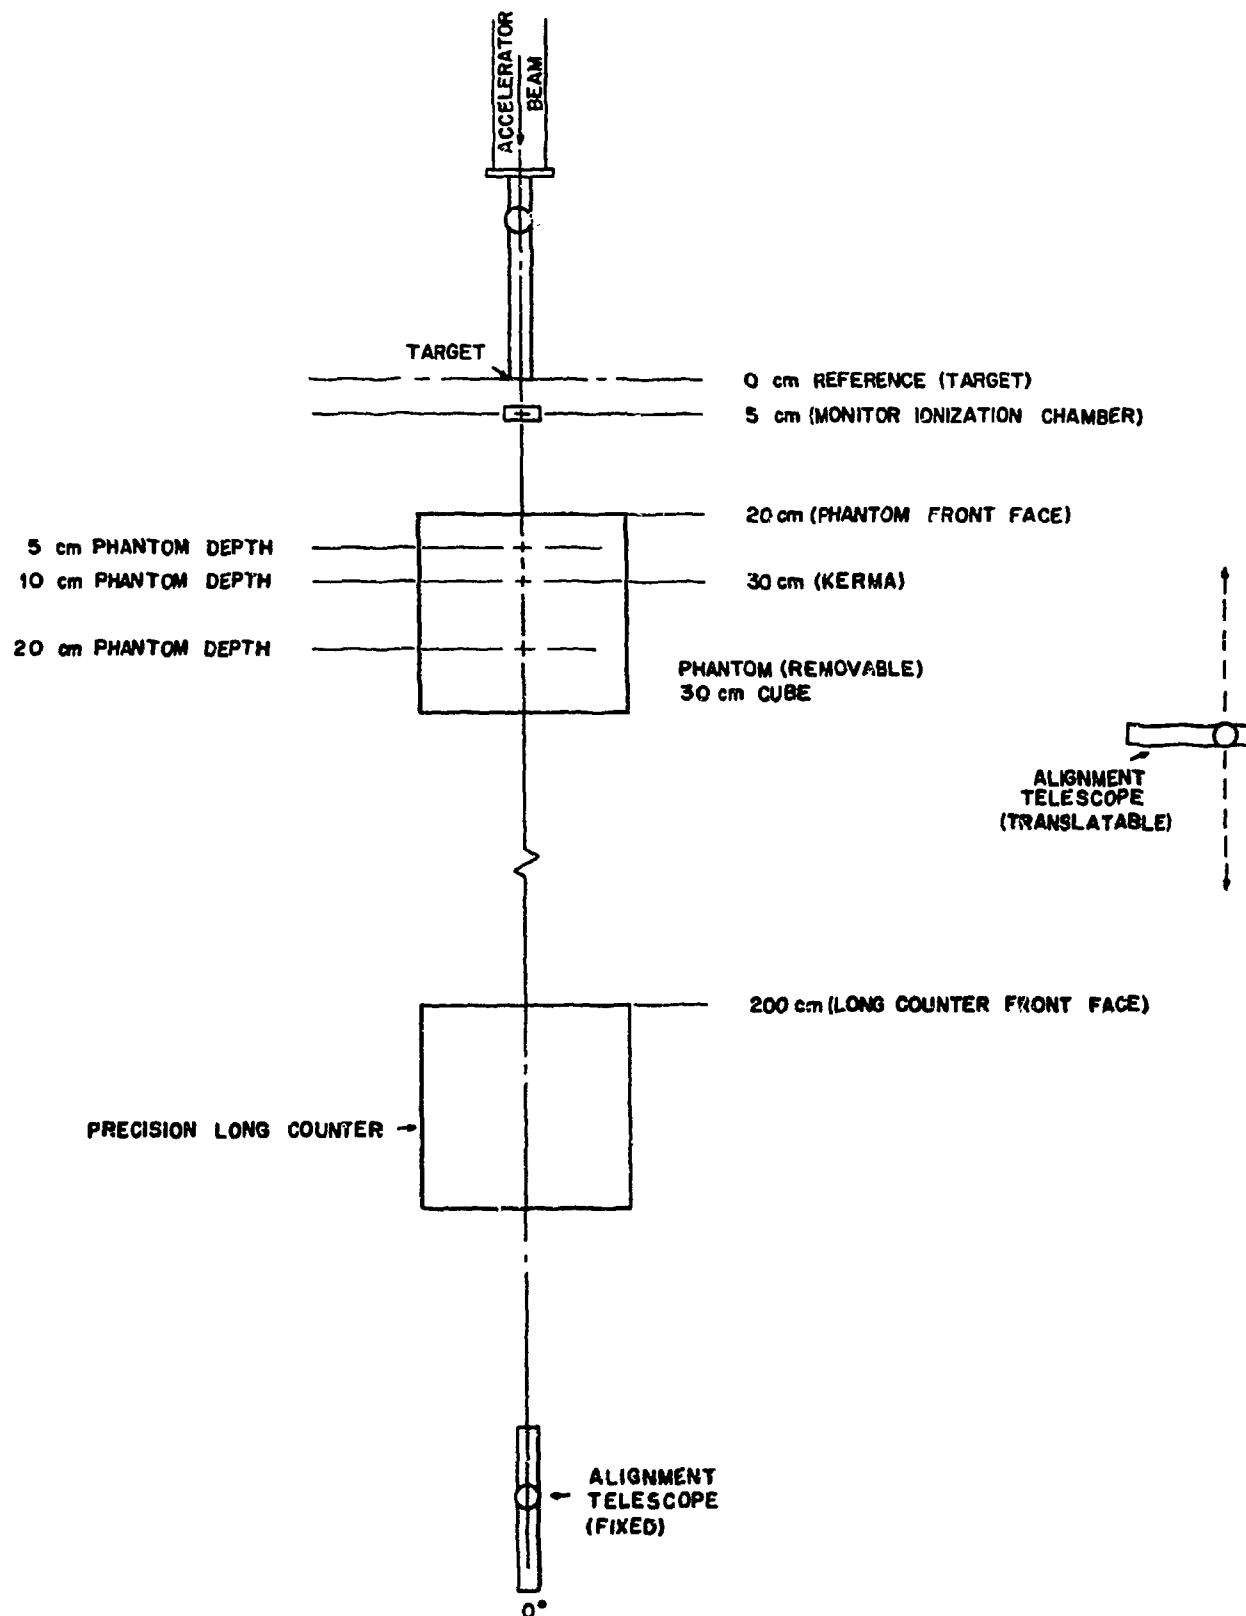 ACCELERATOR
BEAM
TARGET
0 cm REFERENCE (TARGET)
5 cm (MONITOR IONIZATION CHAMBER)
20 cm (PHANTOM FRONT FACE)
5 cm PHANTOM DEPTH
10 cm PHANTOM DEPTH
30 cm (KERMA)
20 cm PHANTOM DEPTH
PHANTOM (REMOVABLE)
30 cm CUBE
ALIGNMENT
TELESCOPE
(TRANSLATABLE)
200 cm (LONG COUNTER FRONT FACE)
PRECISION LONG COUNTER
ALIGNMENT
TELESCOPE
(FIXED)
0°